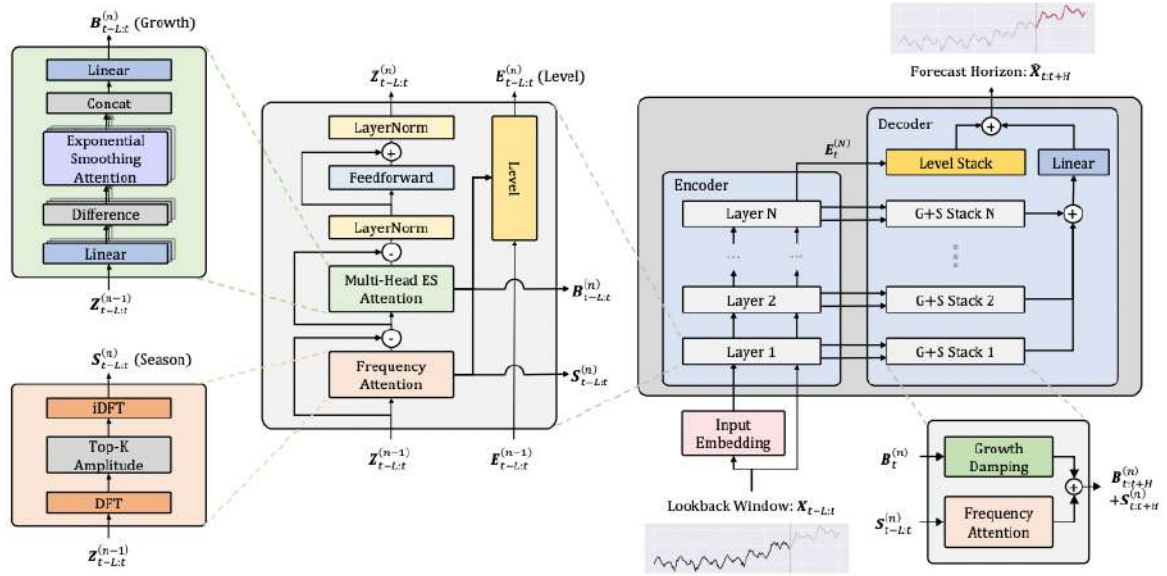 B_{t-L:t}^{(n)} (Growth)
Linear
Concat
Exponential
Smoothing
Attention
Difference
Linear
Z_{t-L:t}^{(n-1)}
S_{t-L:t}^{(n)} (Season)
iDFT
Top-K
Amplitude
DFT
Z_{t-L:t}^{(n-1)}
Z_{t-L:t}^{(n)}
E_{t-L:t}^{(n)} (Level)
LayerNorm
+
Feedforward
LayerNorm
-
Multi-Head ES
Attention
-
Frequency
Attention
Level
B_{t-L:t}^{(n)}
S_{t-L:t}^{(n)}
Z_{t-L:t}^{(n-1)}
E_{t-L:t}^{(n-1)}
Forecast Horizon: X̂_{t:t+H}
Decoder
+
E_t^{(N)}
Level Stack
Linear
Encoder
Layer N
G+S Stack N
+
...
...
⋮
Layer 2
G+S Stack 2
Layer 1
G+S Stack 1
Input
Embedding
Lookback Window: X_{t-L:t}
B_t^{(n)}
Growth
Damping
+
B_{t:t+H}^{(n)}
+S_{t:t+H}^{(n)}
S_{t-L:t}^{(n)}
Frequency
Attention